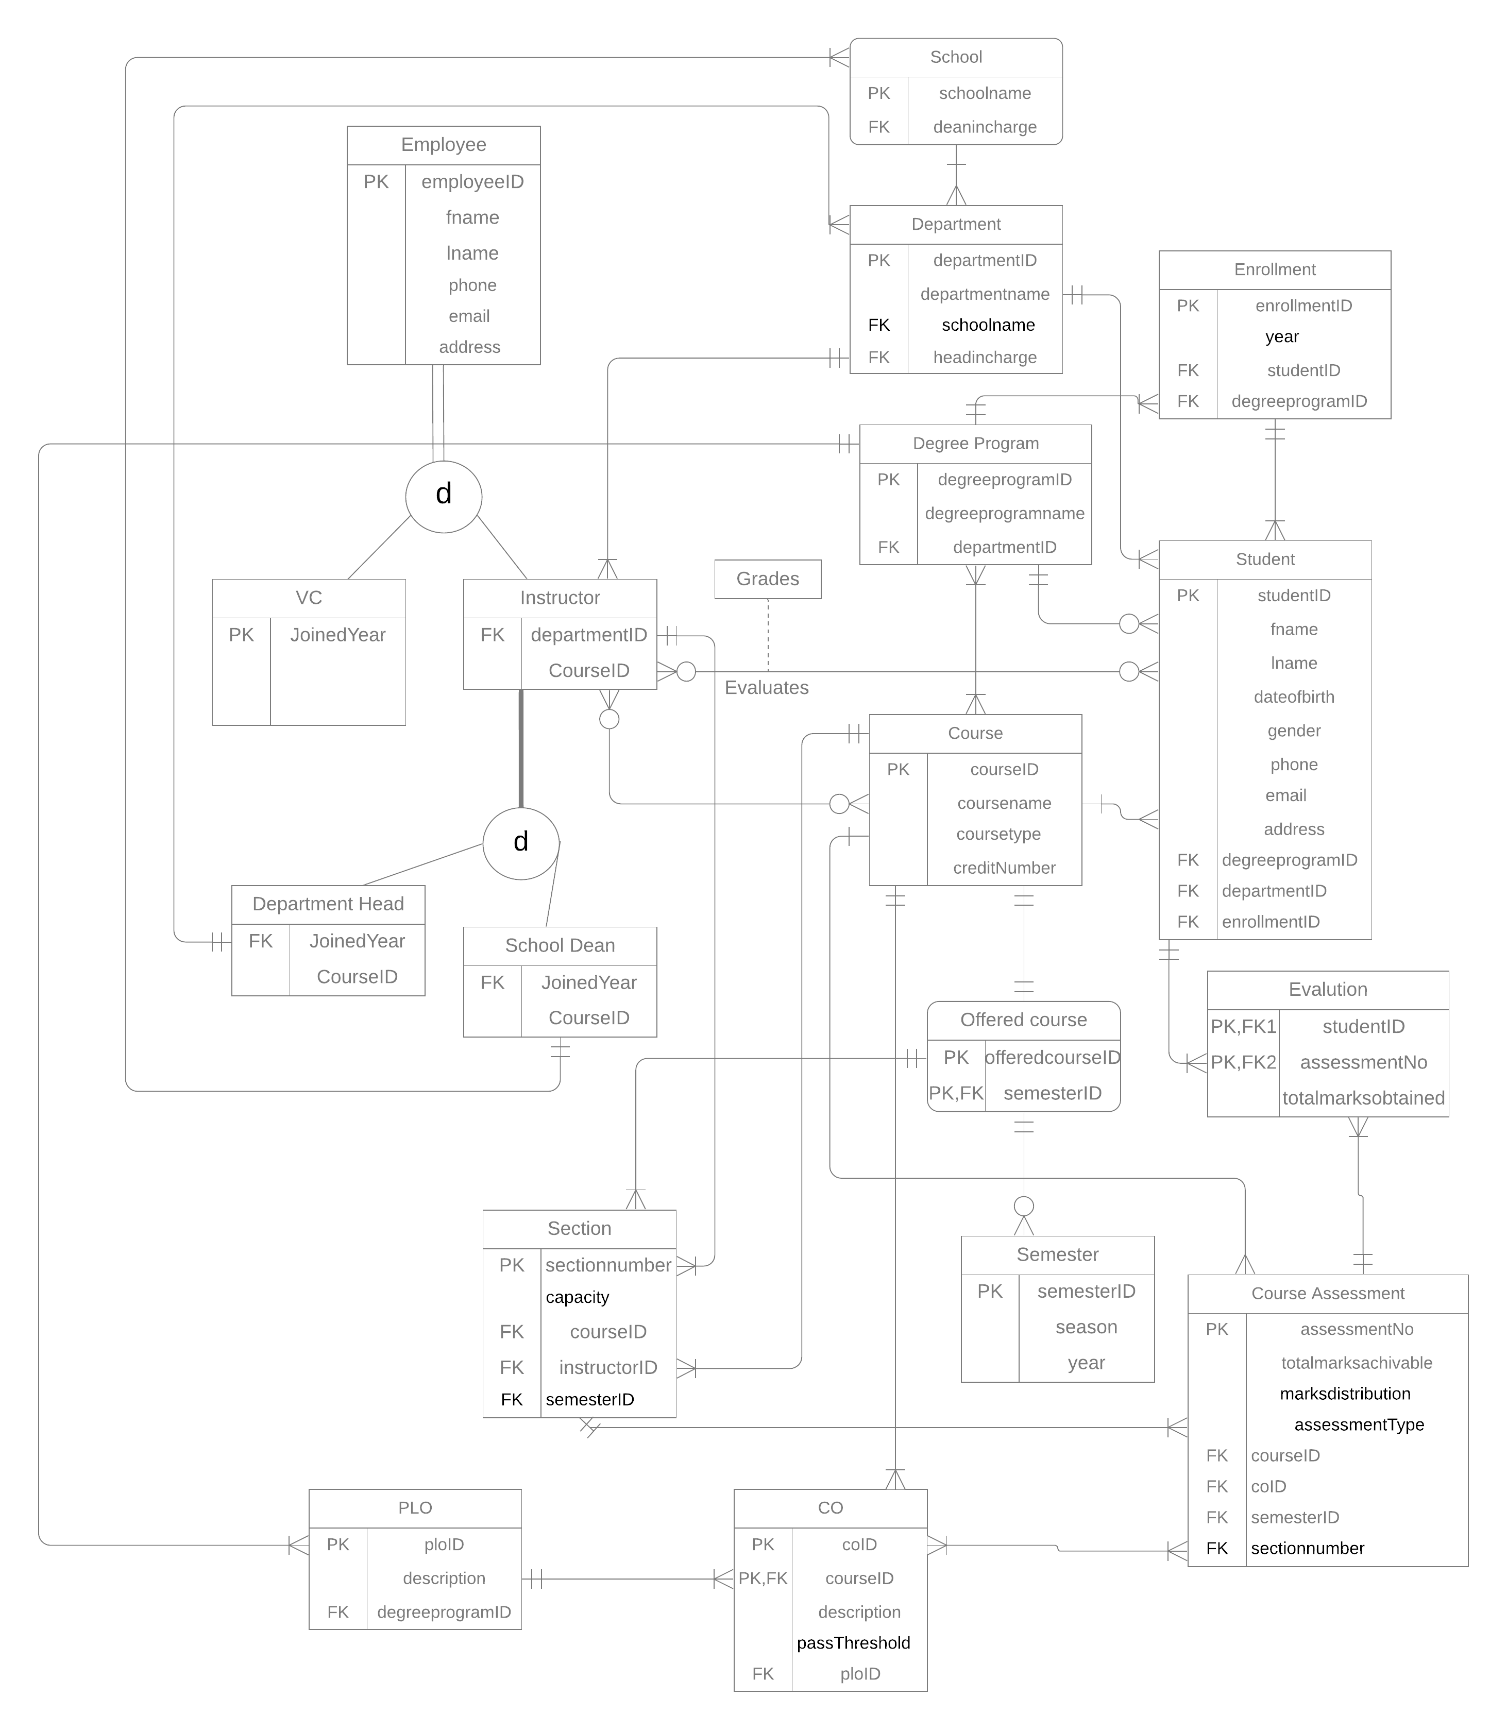 School
PK schoolname
FK deanincharge
Employee
PK employeeID
fname
lname
phone
email
address
Department
PK departmentID
departmentname
FK schoolname
FK headincharge
Enrollment
PK enrollmentID
year
FK studentID
FK degreeprogramID
Degree Program
PK degreeprogramID
degreeprogramname
FK departmentID
d
VC
PK JoinedYear
Instructor
FK departmentID
CourseID
Grades
Evaluates
Student
PK studentID
fname
lname
dateofbirth
gender
phone
email
address
FK degreeprogramID
FK departmentID
FK enrollmentID
Course
PK courseID
coursename
coursetype
creditNumber
d
Department Head
FK JoinedYear
CourseID
School Dean
FK JoinedYear
CourseID
Offered course
PK offeredcourseID
PK,FK semesterID
Evalution
PK,FK1 studentID
PK,FK2 assessmentNo
totalmarksobtained
Section
PK sectionnumber
capacity
FK courseID
FK instructorID
FK semesterID
Semester
PK semesterID
season
year
Course Assessment
PK assessmentNo
totalmarksachivable
marksdistribution
assessmentType
FK courseID
FK coID
FK semesterID
FK sectionnumber
PLO
PK ploID
description
FK degreeprogramID
CO
PK coID
PK,FK courseID
description
passThreshold
FK ploID